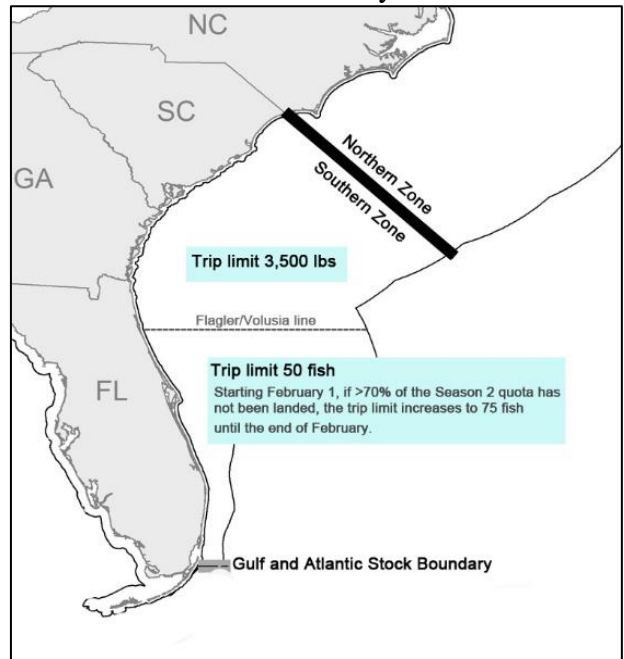 NC
SC
GA
Northern Zone
Southern Zone
Trip limit 3,500 lbs
Flagler/Volusia line
Trip limit 50 fish
Starting February 1, if >70% of the Season 2 quota has
not been landed, the trip limit increases to 75 fish
until the end of February.
FL
Gulf and Atlantic Stock Boundary